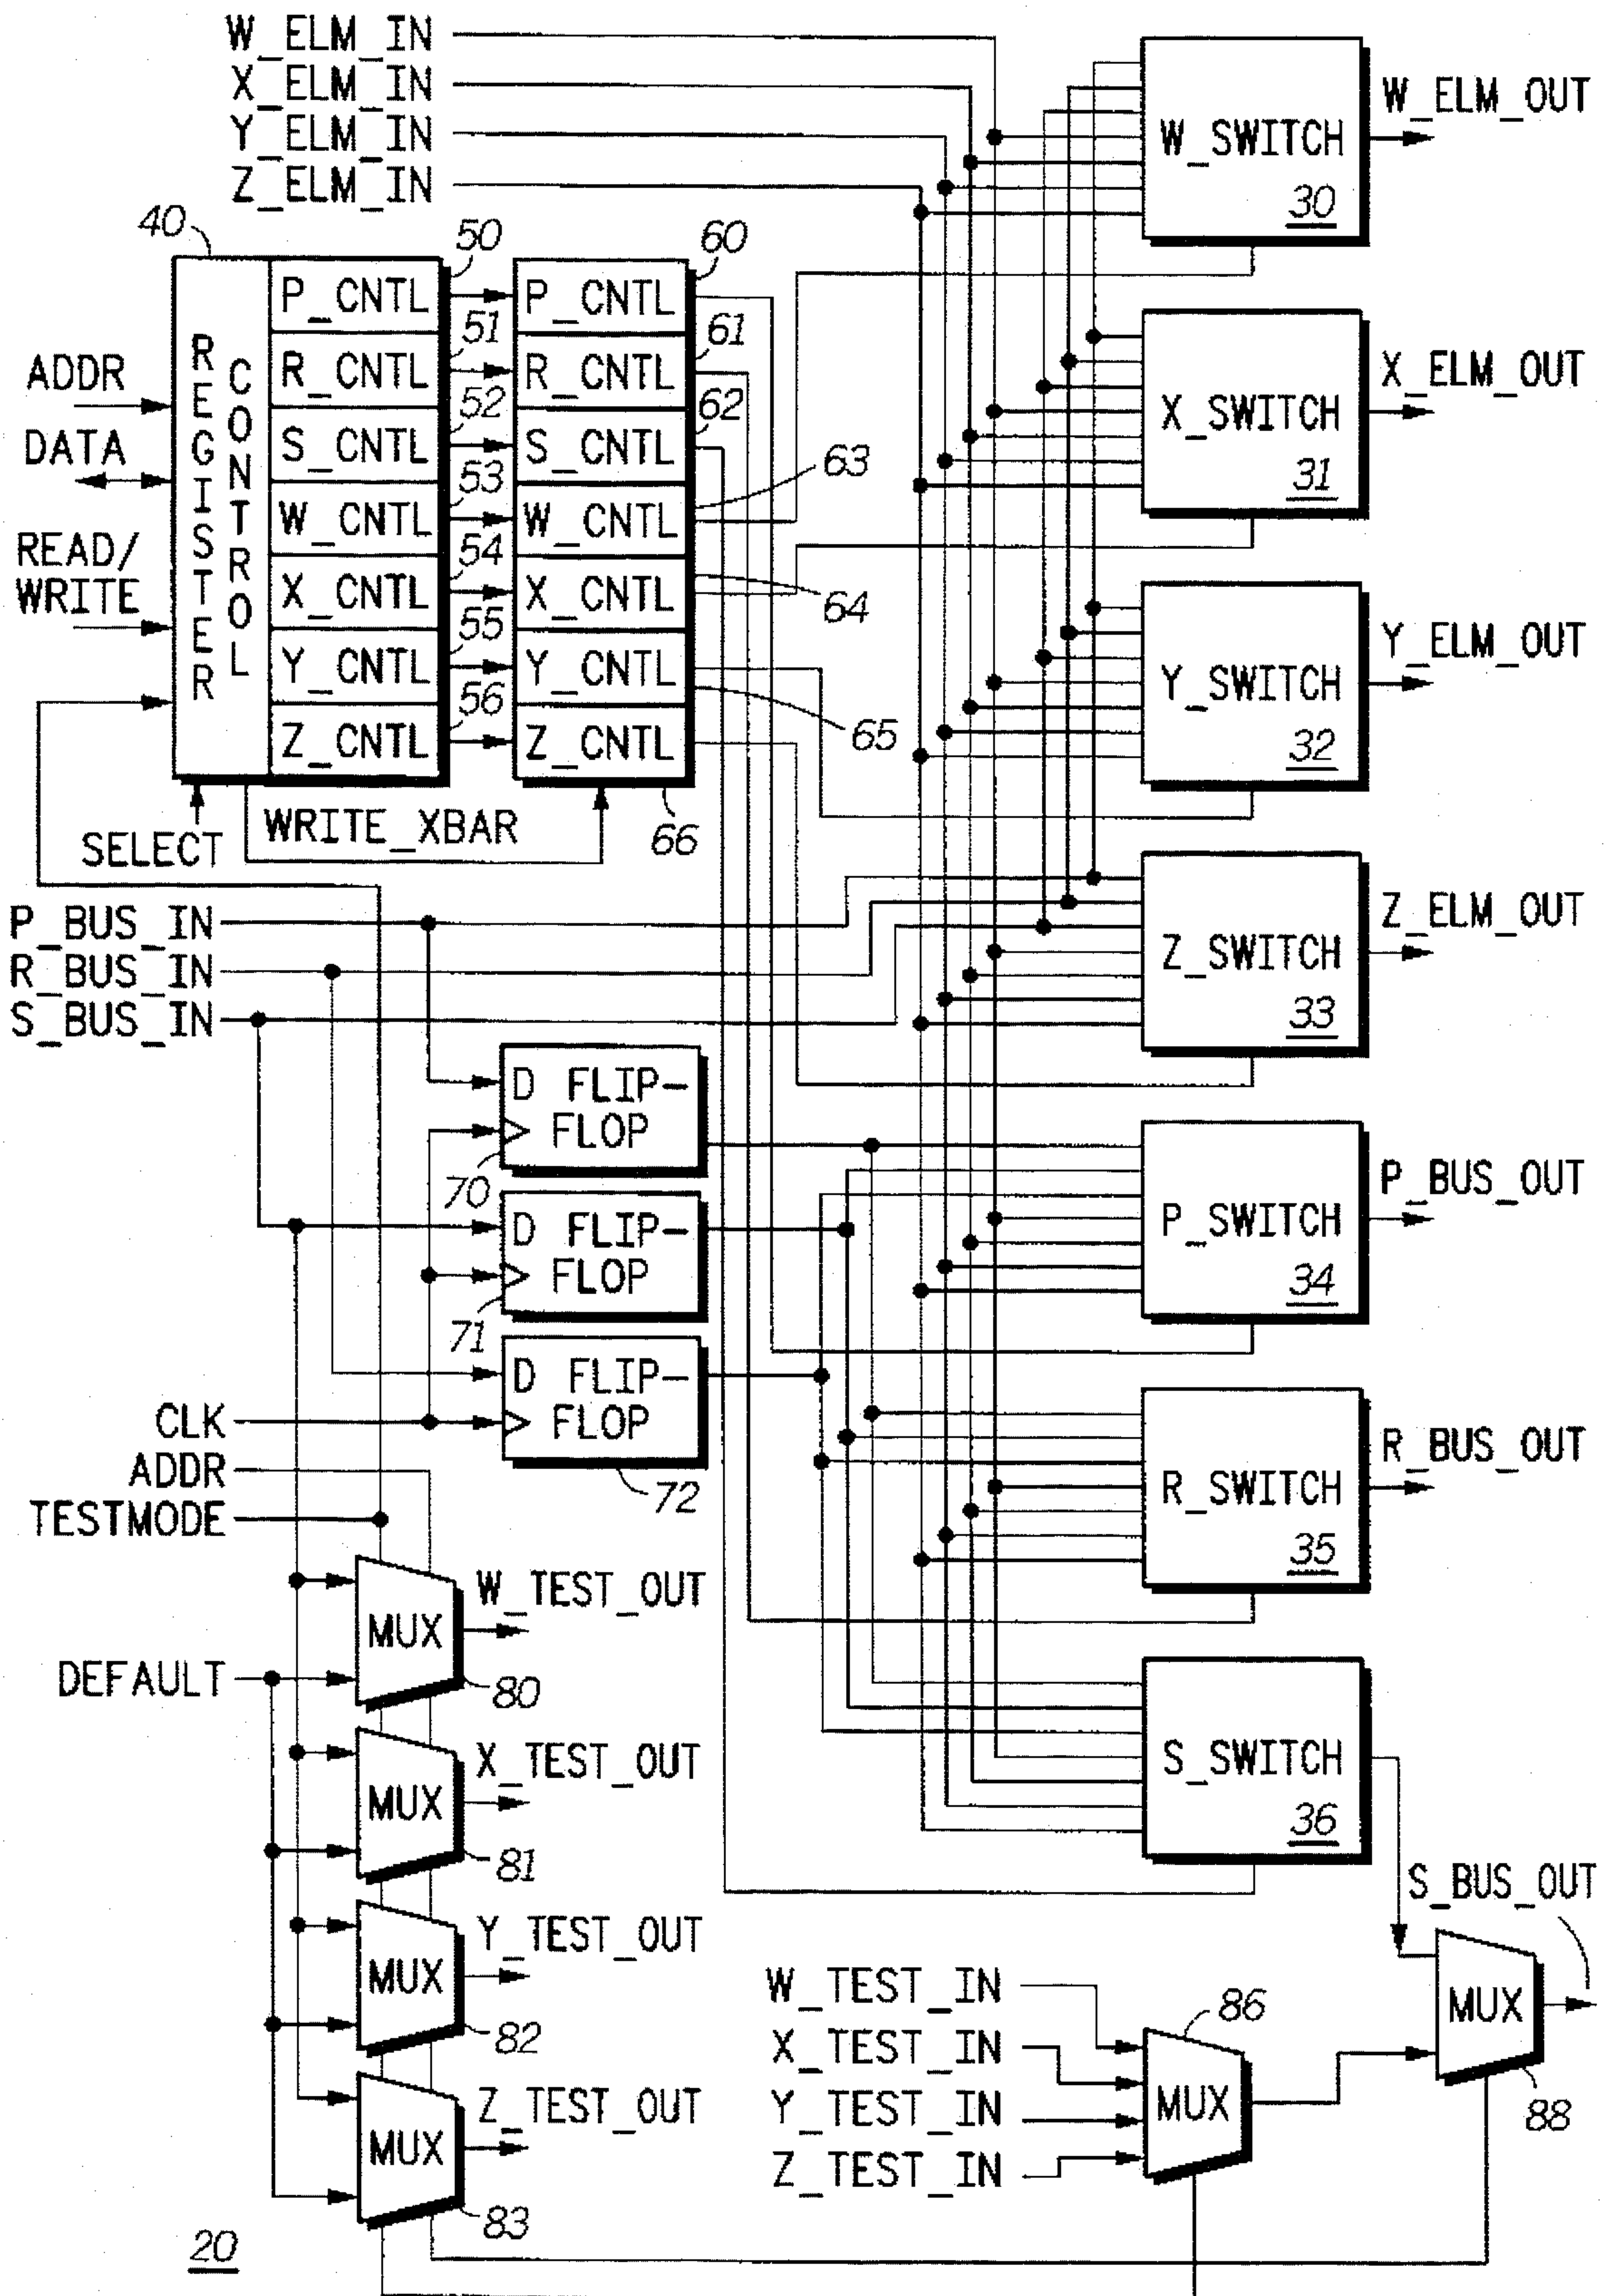 W_ELM_IN
X_ELM_IN
Y_ELM_IN
Z_ELM_IN
W_SWITCH
30
W_ELM_OUT
40
50
60
REGISTER
CONTROL
P_CNTL
P_CNTL
51
61
R_CNTL
R_CNTL
52
62
S_CNTL
S_CNTL
53
63
W_CNTL
W_CNTL
54
64
X_CNTL
X_CNTL
55
Y_CNTL
Y_CNTL
56
65
Z_CNTL
Z_CNTL
66
ADDR
DATA
READ/
WRITE
SELECT
WRITE_XBAR
X_SWITCH
31
X_ELM_OUT
Y_SWITCH
32
Y_ELM_OUT
P_BUS_IN
R_BUS_IN
S_BUS_IN
Z_SWITCH
33
Z_ELM_OUT
D FLIP-
FLOP
70
D FLIP-
FLOP
71
D FLIP-
FLOP
72
P_SWITCH
34
P_BUS_OUT
CLK
ADDR
TESTMODE
R_SWITCH
35
R_BUS_OUT
DEFAULT
MUX
W_TEST_OUT
80
MUX
X_TEST_OUT
81
MUX
Y_TEST_OUT
82
MUX
Z_TEST_OUT
83
S_SWITCH
36
S_BUS_OUT
W_TEST_IN
X_TEST_IN
Y_TEST_IN
Z_TEST_IN
86
MUX
MUX
88
20